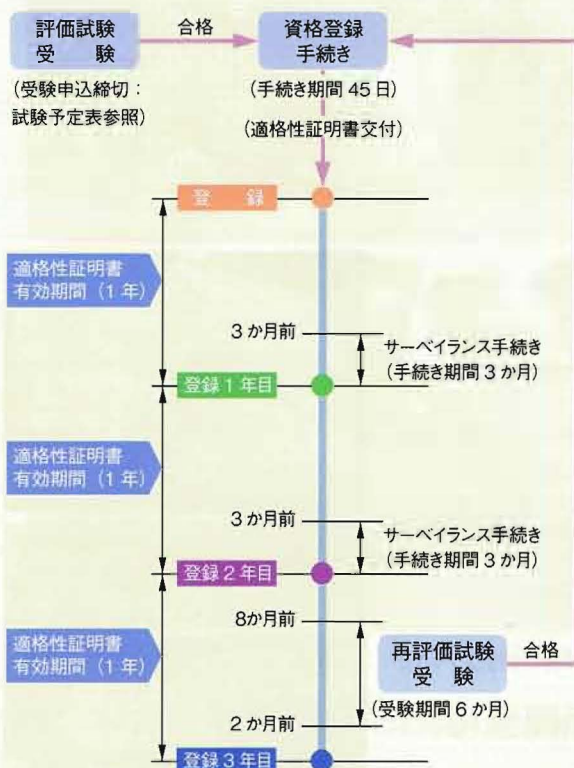 評価試験
受　験
合格
資格登録
手続き
(受験申込締切：
試験予定表参照)
(手続き期間 45 日)
(適格性証明書交付)
登　録
適格性証明書
有効期間（1 年）
3 か月前
サーベイランス手続き
(手続き期間 3 か月)
登録 1 年目
適格性証明書
有効期間（1 年）
3 か月前
サーベイランス手続き
(手続き期間 3 か月)
登録 2 年目
8か月前
適格性証明書
有効期間（1 年）
再評価試験
受　験
合格
(受験期間 6 か月)
2 か月前
登録 3 年目